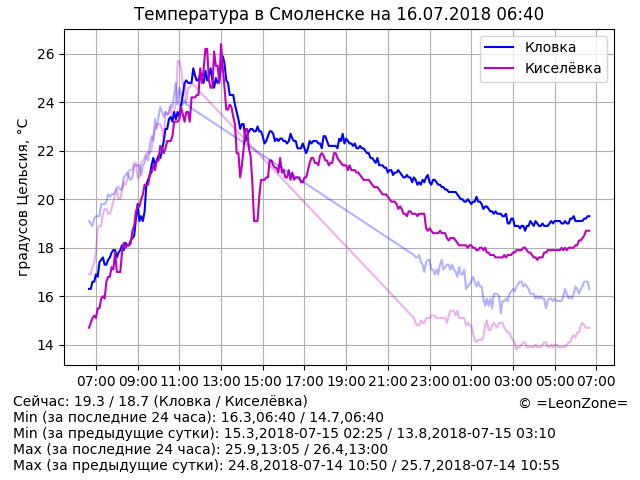 Температура в Смоленске на 16.07.2018 06:40
Кловка
Киселёвка
градусов Цельсия, °C
26
24
22
20
18
16
14
07:00 09:00 11:00 13:00 15:00 17:00 19:00 21:00 23:00 01:00 03:00 05:00 07:00
Сейчас: 19.3 / 18.7 (Кловка / Киселёвка)
© =LeonZone=
Min (за последние 24 часа): 16.3,06:40 / 14.7,06:40
Min (за предыдущие сутки): 15.3,2018-07-15 02:25 / 13.8,2018-07-15 03:10
Max (за последние 24 часа): 25.9,13:05 / 26.4,13:00
Max (за предыдущие сутки): 24.8,2018-07-14 10:50 / 25.7,2018-07-14 10:55